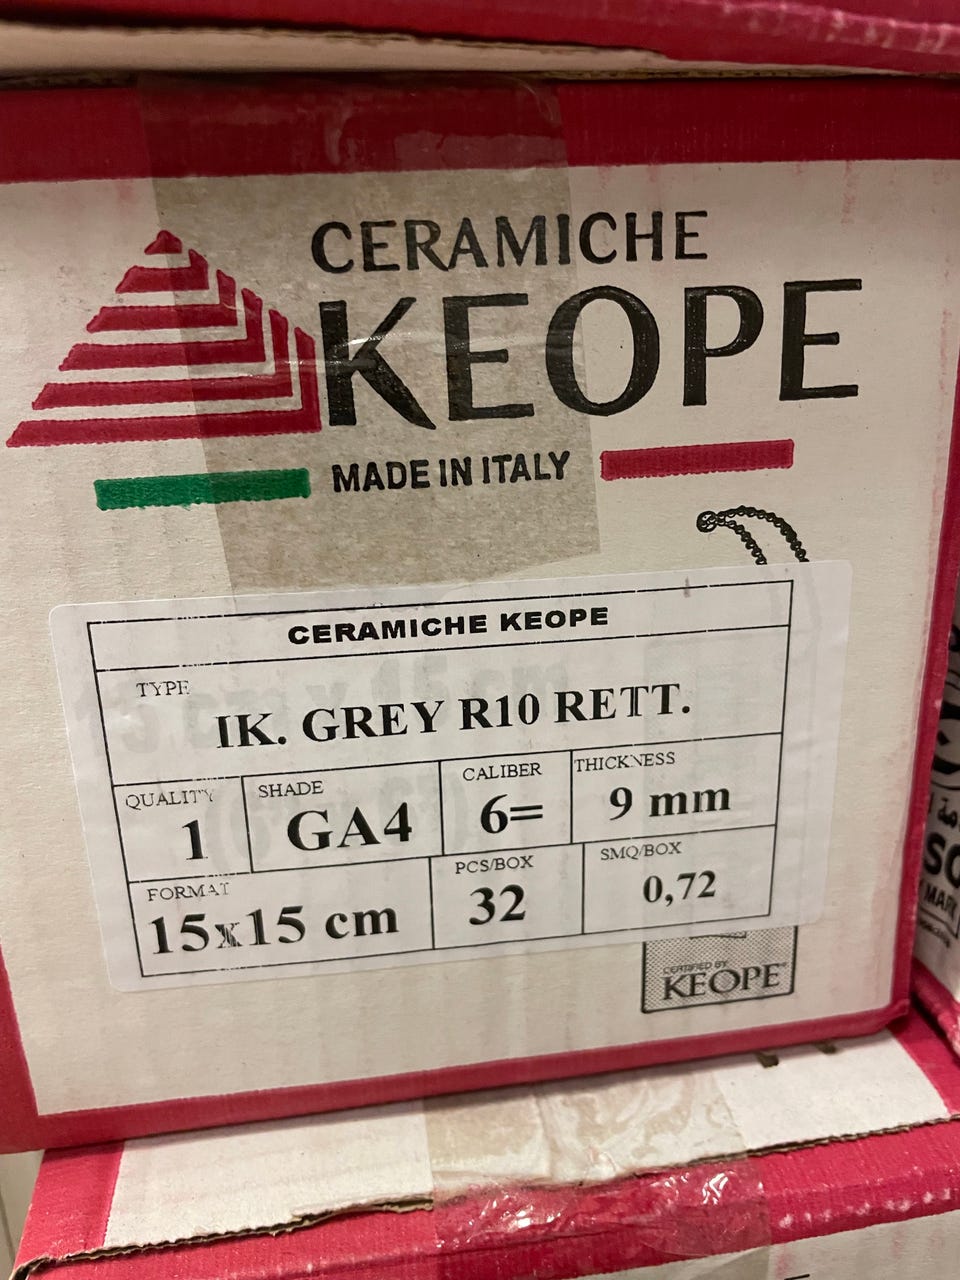 CERAMICHE
KEOPE
MADE IN ITALY
CERAMICHE KEOPE
TYPE
IK. GREY R10 RETT.
QUALITY
1
SHADE
GA4
CALIBER
6=
THICKNESS
9 mm
FORMAT
15x15 cm
PCS/BOX
32
SMQ/BOX
0,72
CERTIFIED BY
KEOPE
MARK